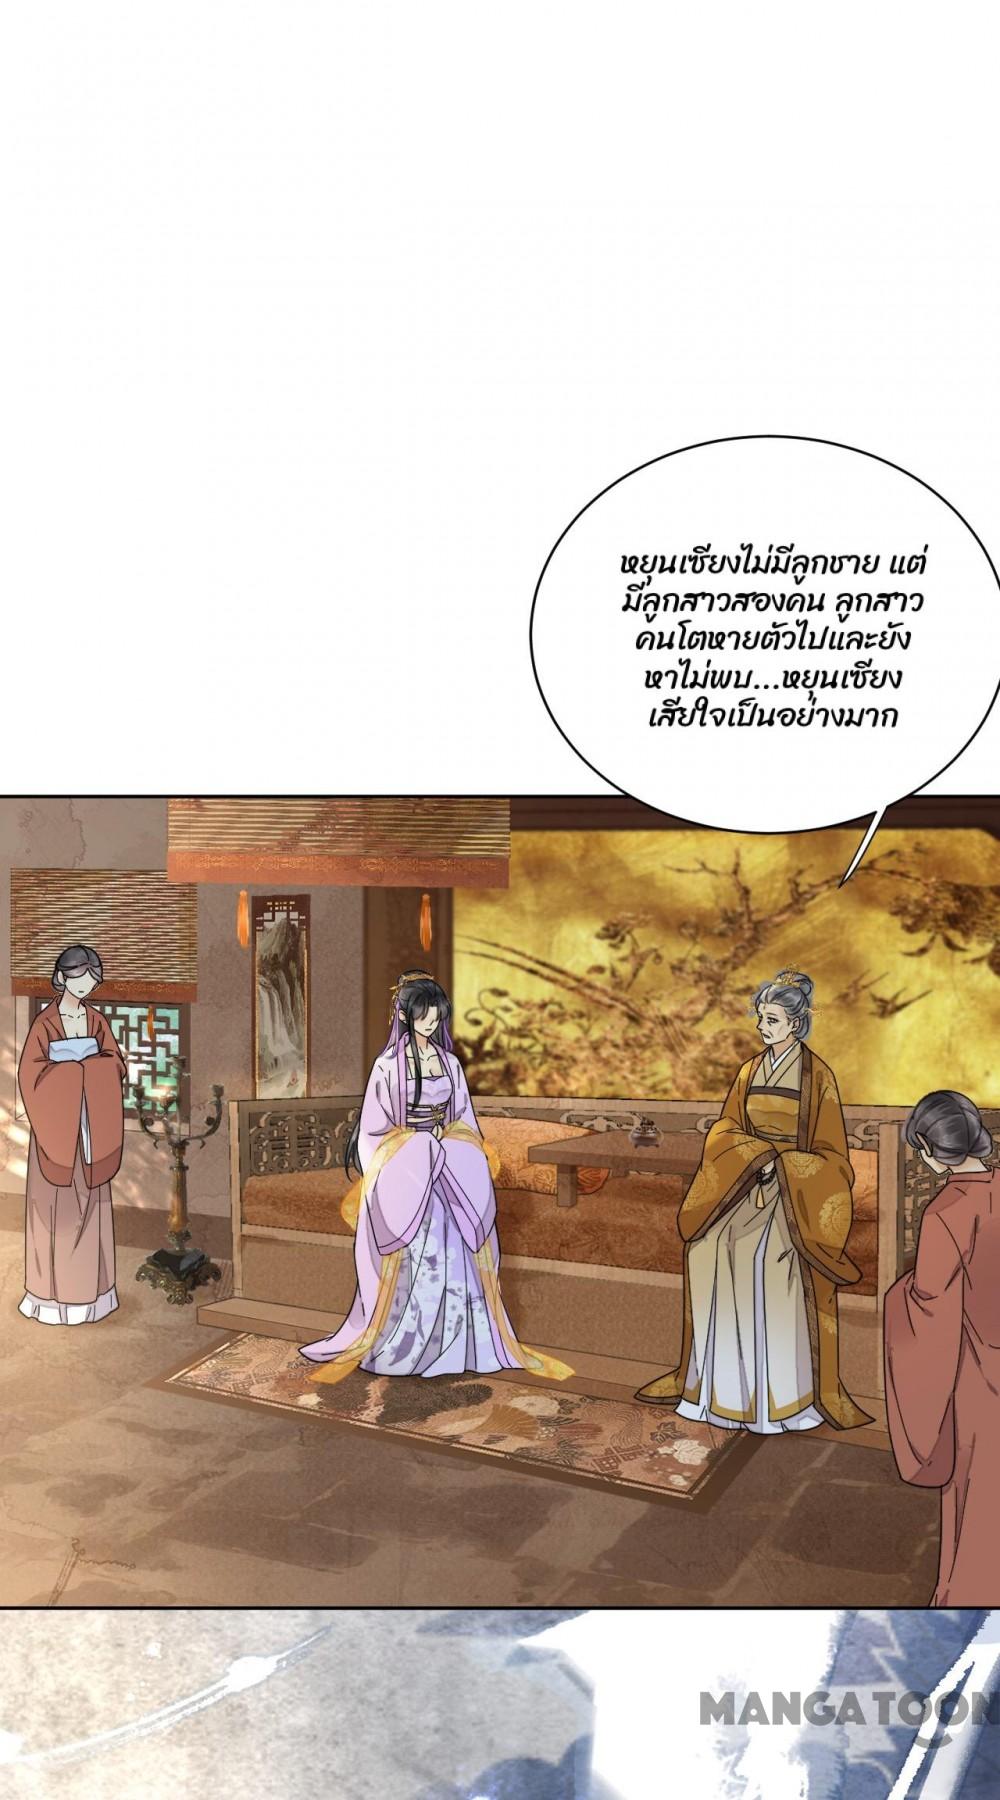 หยุนเซียงไม่มีลูกชาย แต่
มีลูกสาวสองคน ลูกสาว
คนโตหายตัวไปและยัง
หาไม่พบ...หยุนเซียง
เสียใจเป็นอย่างมาก
MANGATOON